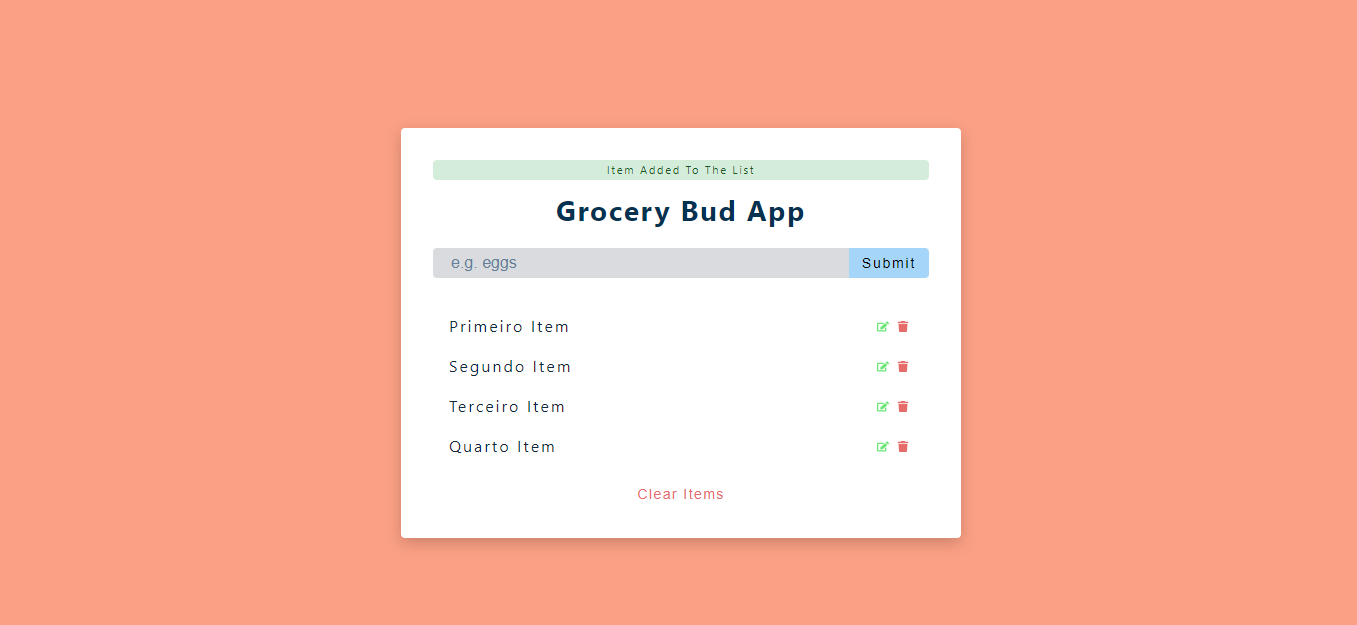 Item Added To The List
Grocery Bud App
e.g. eggs Submit
Primeiro Item
Segundo Item
Terceiro Item
Quarto Item
Clear Items